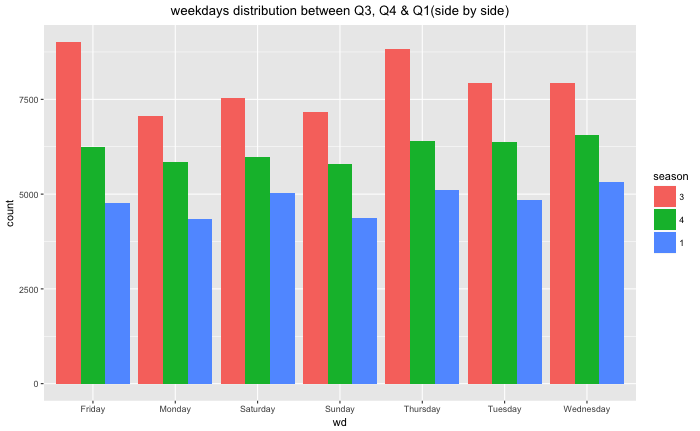 weekdays distribution between Q3, Q4 & Q1(side by side)
count
7500
5000
2500
0
Friday Monday Saturday Sunday Thursday Tuesday Wednesday
wd
season
3
4
1